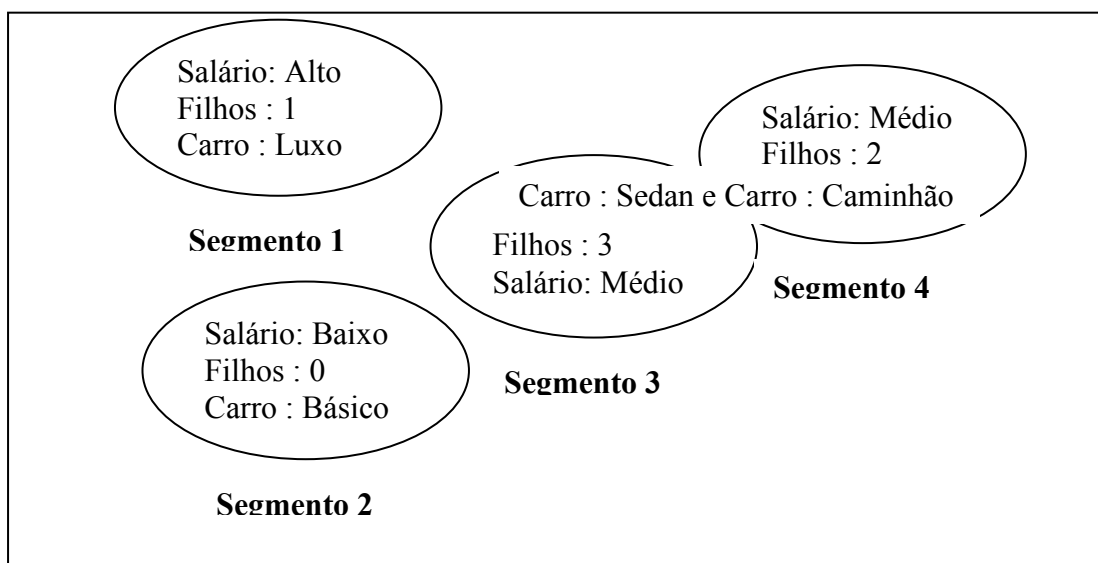 Salário: Alto
Filhos : 1
Carro : Luxo
Segmento 1
Salário: Médio
Filhos : 2
Carro : Sedan e Carro : Caminhão
Filhos : 3
Salário: Médio
Segmento 4
Segmento 3
Salário: Baixo
Filhos : 0
Carro : Básico
Segmento 2